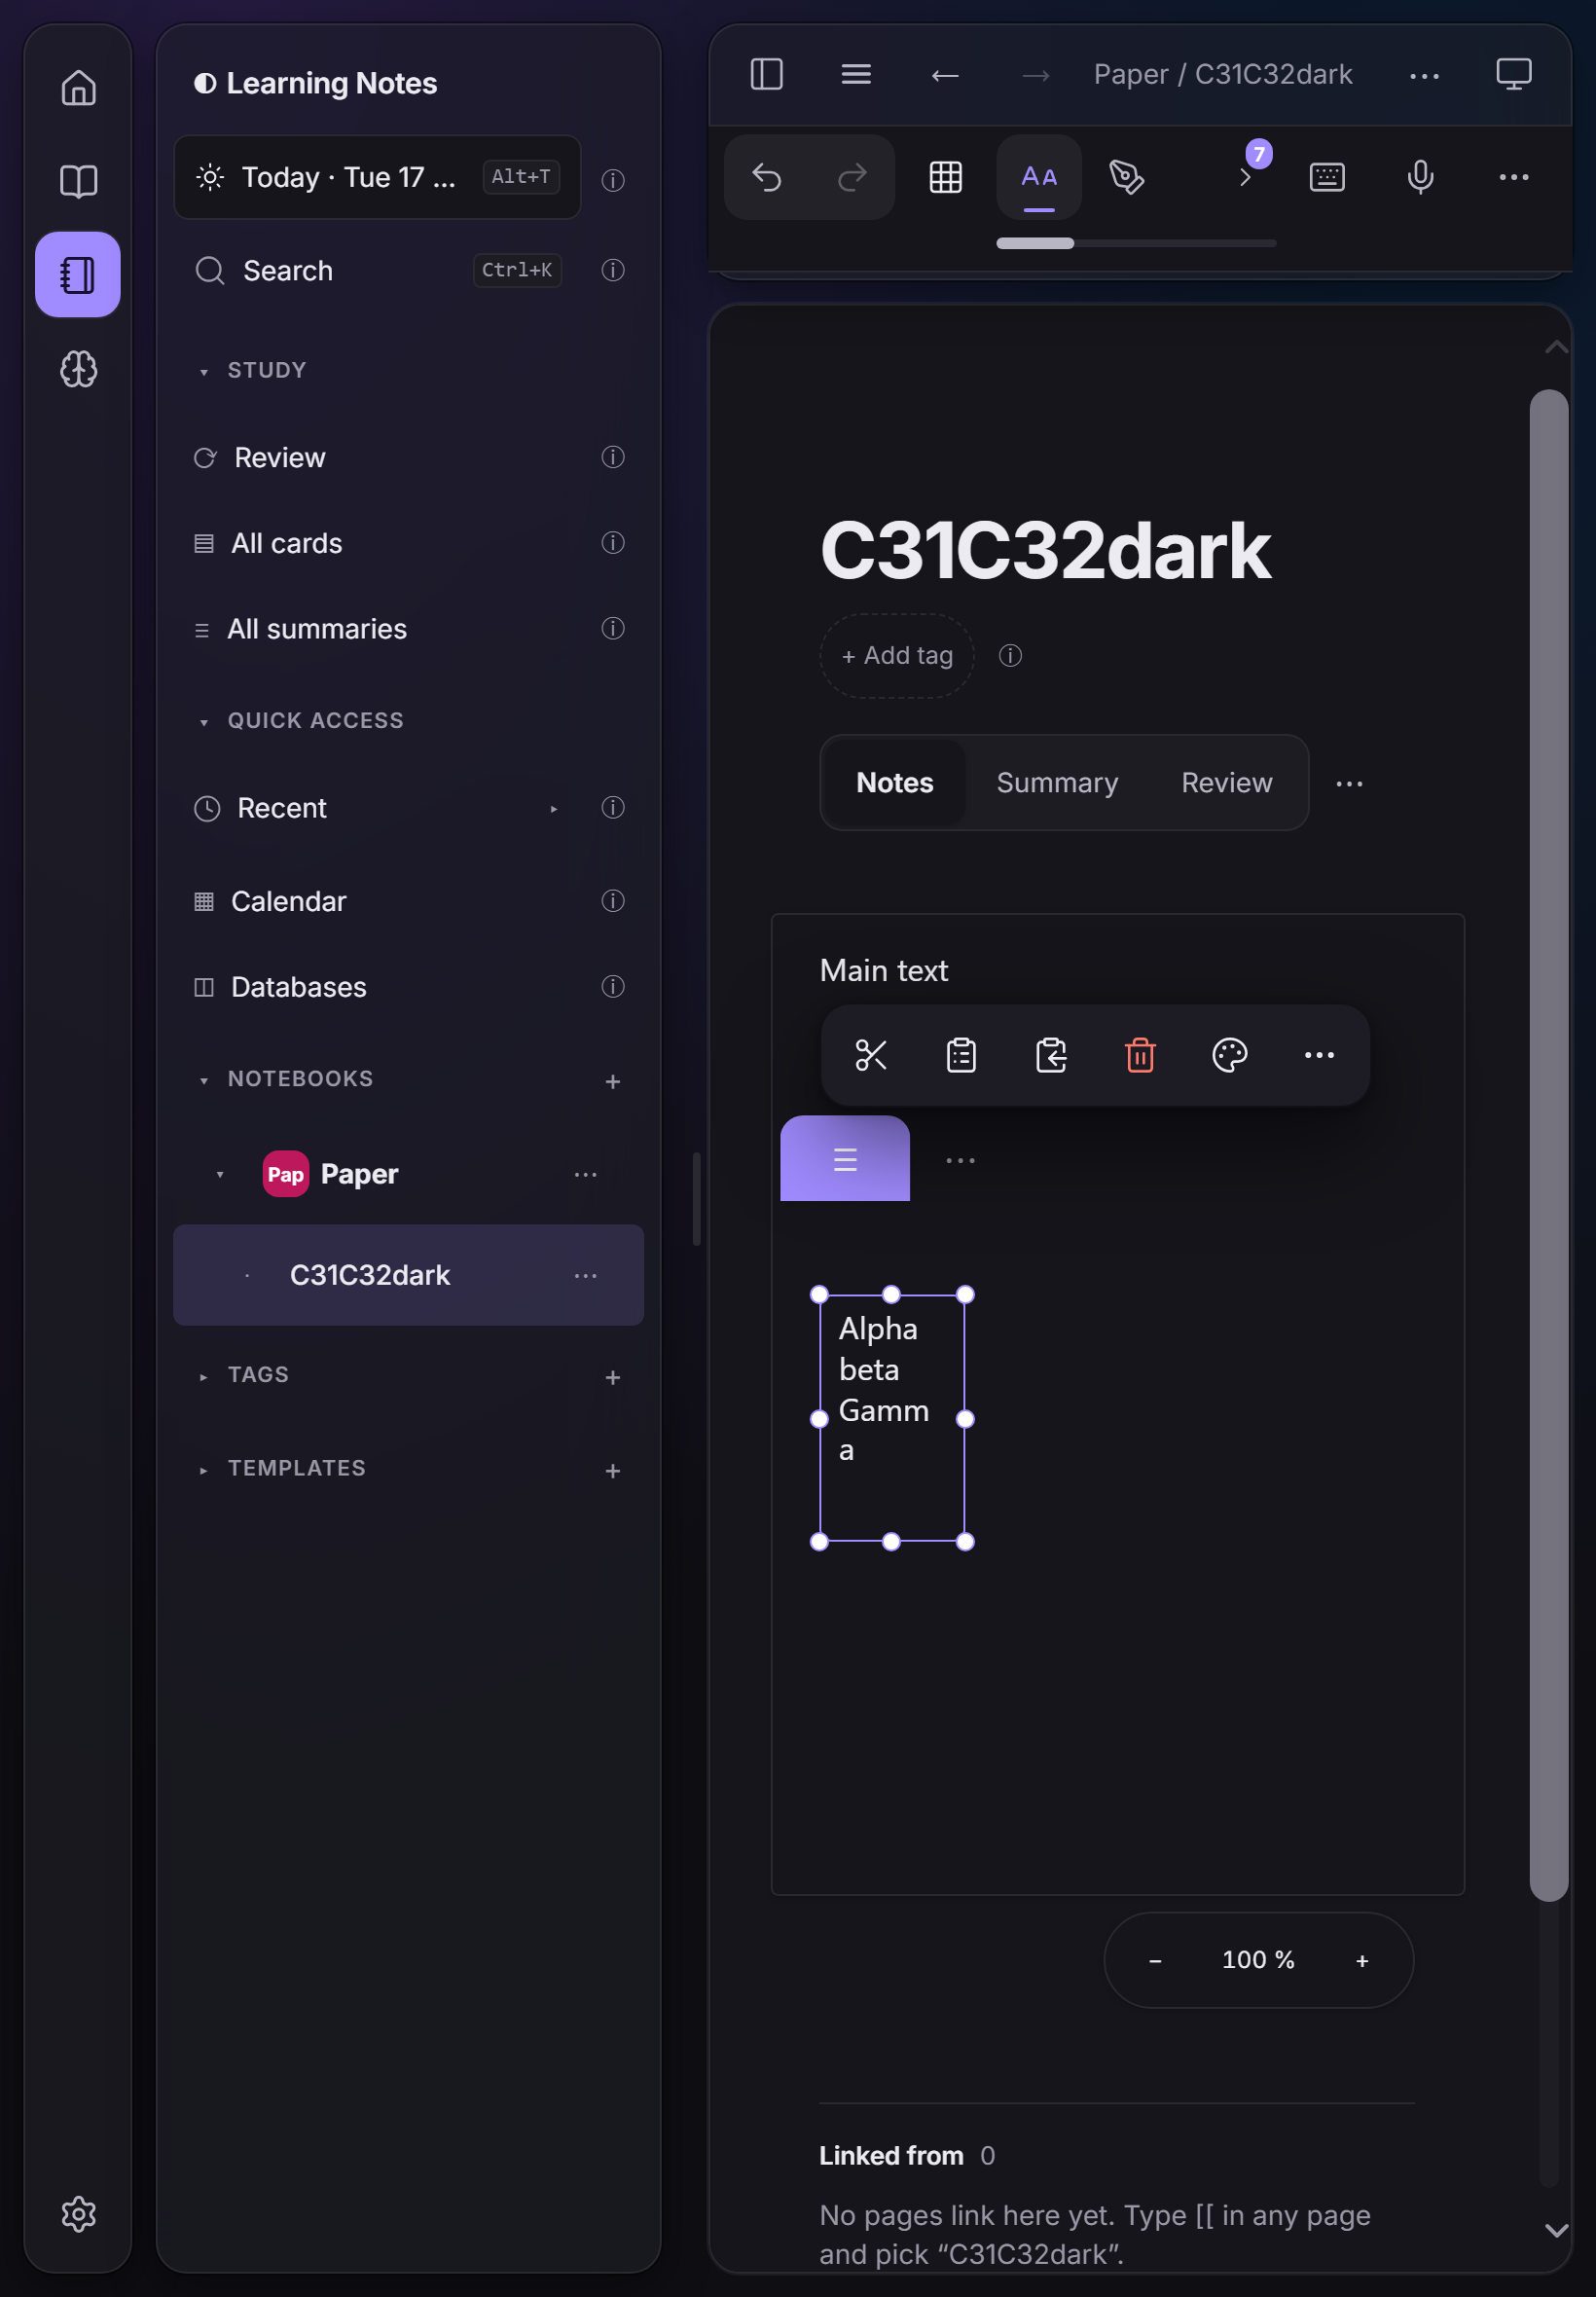 Learning Notes
Today · Tue 17 ... Alt+T
Search Ctrl+K
STUDY
Review
All cards
All summaries
QUICK ACCESS
Recent
Calendar
Databases
NOTEBOOKS
Pap Paper
C31C32dark
TAGS
TEMPLATES
Paper / C31C32dark
7
C31C32dark
+ Add tag
Notes Summary Review
Main text
Alpha
beta
Gamm
a
− 100 % +
Linked from 0
No pages link here yet. Type [[ in any page
and pick “C31C32dark”.